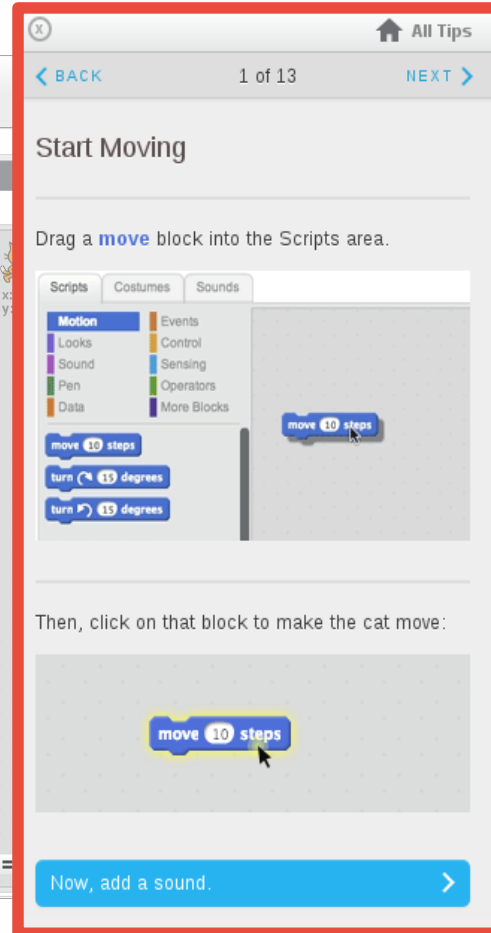 X All Tips
BACK 1 of 13 NEXT
Start Moving
Drag a move block into the Scripts area.
Scripts Costumes Sounds
Motion Events
Looks Control
Sound Sensing
Pen Operators
Data More Blocks
move 10 steps
turn 15 degrees
turn 15 degrees
move 10 steps
Then, click on that block to make the cat move:
move 10 steps
Now, add a sound.
x:
y: